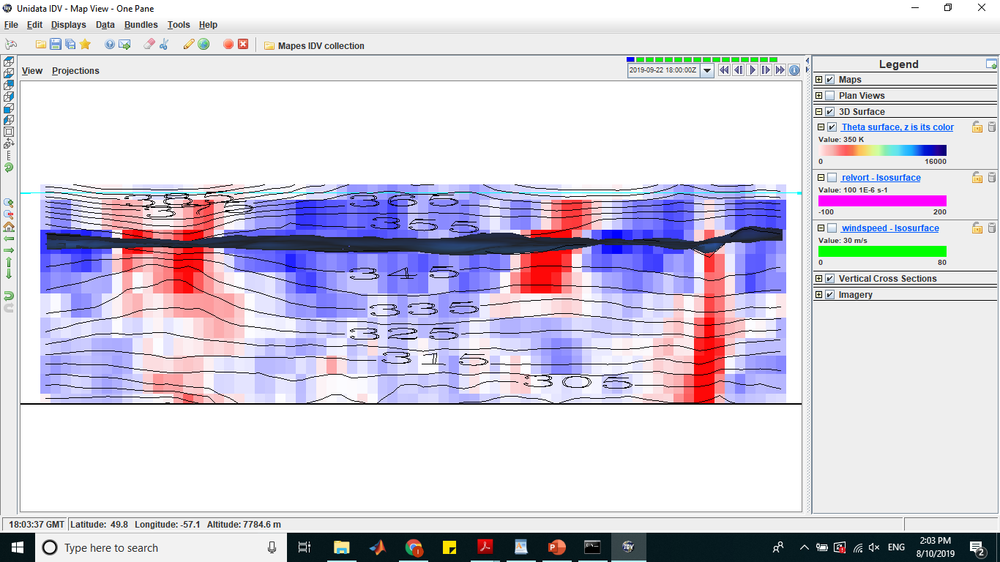 Unidata IDV - Map View - One Pane
File Edit Displays Data Bundles Tools Help
Mapes IDV collection
View Projections
2019-09-22 18:00:00Z
Legend
Maps
Plan Views
3D Surface
Theta surface, z is its color
Value: 350 K
0 16000
relvort - Isosurface
Value: 100 1E-6 s-1
-100 200
windspeed - Isosurface
Value: 30 m/s
0 80
Vertical Cross Sections
Imagery
365
355
345
335
325
315
305
18:03:37 GMT Latitude: 49.8 Longitude: -57.1 Altitude: 7784.6 m
Type here to search
IDV
ENG
2:03 PM
8/10/2019
2